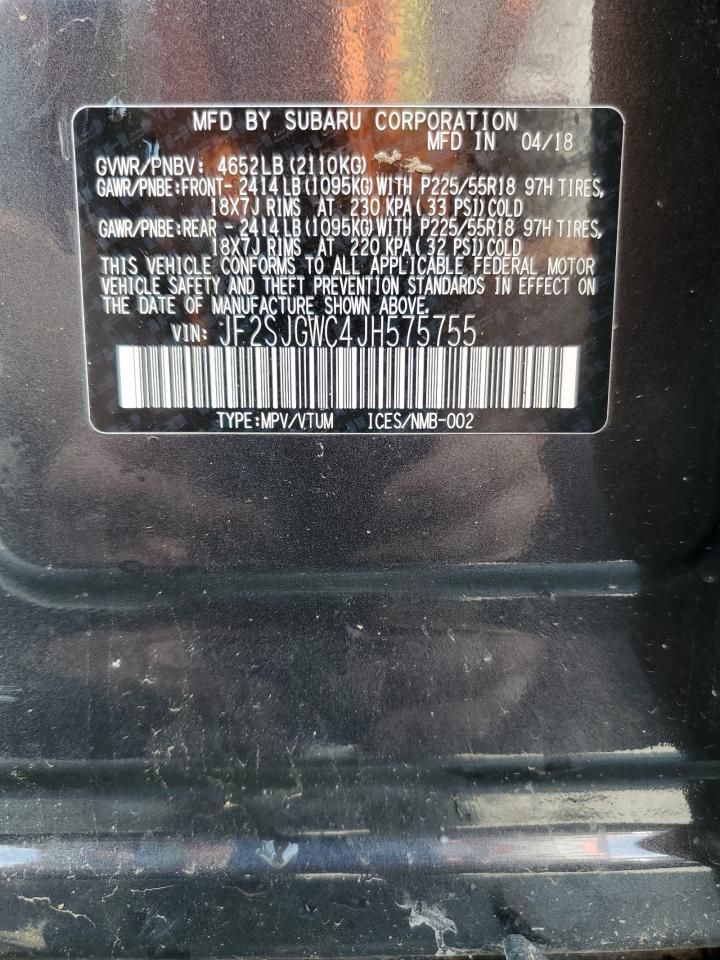 MFD BY SUBARU CORPORATION
MFD IN 04/18
GVWR/PNBV: 4652LB(2110KG)
GAWR/PNBE:FRONT- 2414LB(1095KG)WITH P225/55R18 97H TIRES,
18X7J RIMS AT 230 KPA(33 PSI)COLD
GAWR/PNBE:REAR - 2414LB(1095KG)WITH P225/55R18 97H TIRES,
18X7J RIMS AT 220 KPA(32 PSI)COLD
THIS VEHICLE CONFORMS TO ALL APPLICABLE FEDERAL MOTOR
VEHICLE SAFETY AND THEFT PREVENTION STANDARDS IN EFFECT ON
THE DATE OF MANUFACTURE SHOWN ABOVE.
VIN: JF2SJGWC4JH575755
TYPE:MPV/VTUM ICES/NMB-002